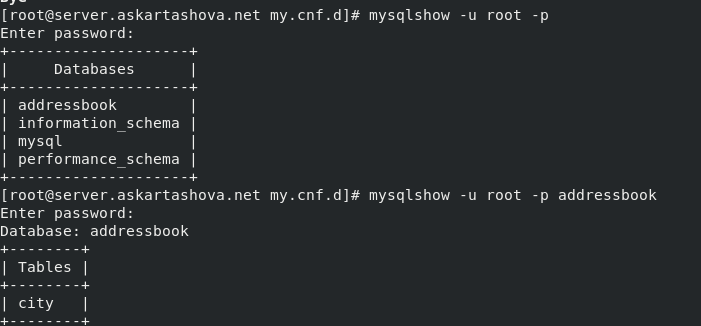 Bye
[root@server.askartashova.net my.cnf.d]# mysqlshow -u root -p
Enter password:
+--------------------+
|     Databases      |
+--------------------+
| addressbook        |
| information_schema |
| mysql              |
| performance_schema |
+--------------------+
[root@server.askartashova.net my.cnf.d]# mysqlshow -u root -p addressbook
Enter password:
Database: addressbook
+--------+
| Tables |
+--------+
| city   |
+--------+